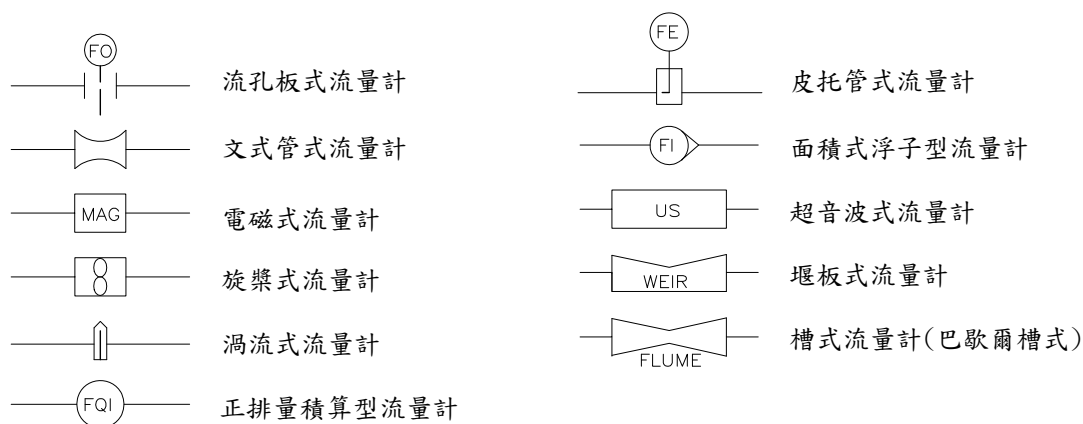 FO
流孔板式流量計
文式管式流量計
MAG
電磁式流量計
旋槳式流量計
渦流式流量計
FQI
正排量積算型流量計
FE
皮托管式流量計
FI
面積式浮子型流量計
US
超音波式流量計
WEIR
堰板式流量計
FLUME
槽式流量計(巴歇爾槽式)